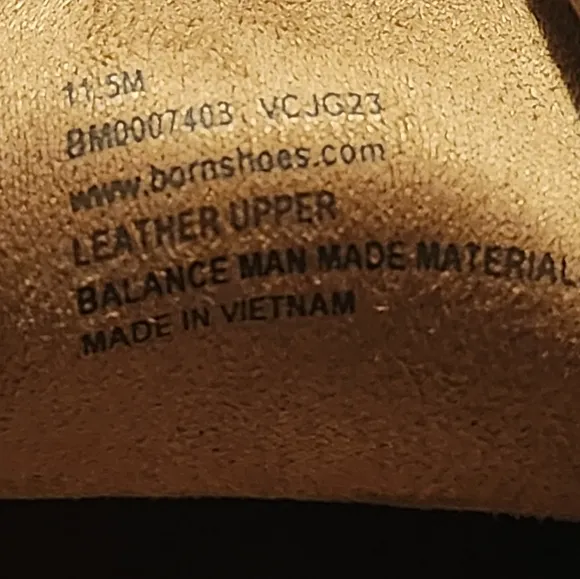 11.5M
BM0007403 VCJG23
www.bornshoes.com
LEATHER UPPER
BALANCE MAN MADE MATERIAL
MADE IN VIETNAM